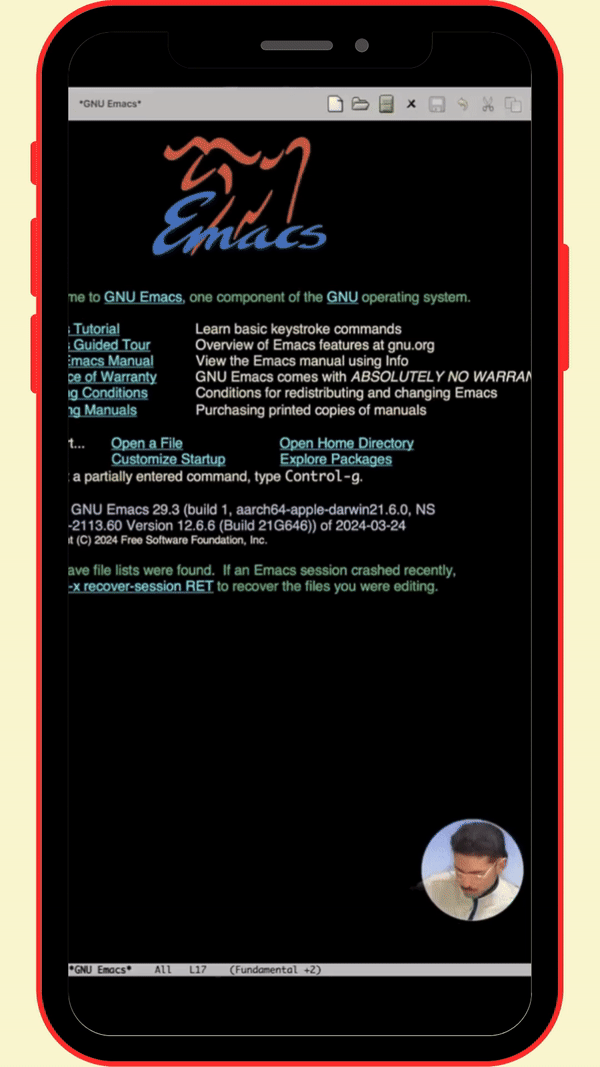 *GNU Emacs*
Emacs
me to GNU Emacs, one component of the GNU operating system.
Tutorial Learn basic keystroke commands
Guided Tour Overview of Emacs features at gnu.org
Emacs Manual View the Emacs manual using Info
ce of Warranty GNU Emacs comes with ABSOLUTELY NO WARRAN
g Conditions Conditions for redistributing and changing Emacs
ng Manuals Purchasing printed copies of manuals
t... Open a File Open Home Directory
Customize Startup Explore Packages
a partially entered command, type Control-g.
GNU Emacs 29.3 (build 1, aarch64-apple-darwin21.6.0, NS
-2113.60 Version 12.6.6 (Build 21G646)) of 2024-03-24
t (C) 2024 Free Software Foundation, Inc.
ave file lists were found. If an Emacs session crashed recently,
-x recover-session RET to recover the files you were editing.
*GNU Emacs* All L17 (Fundamental +2)